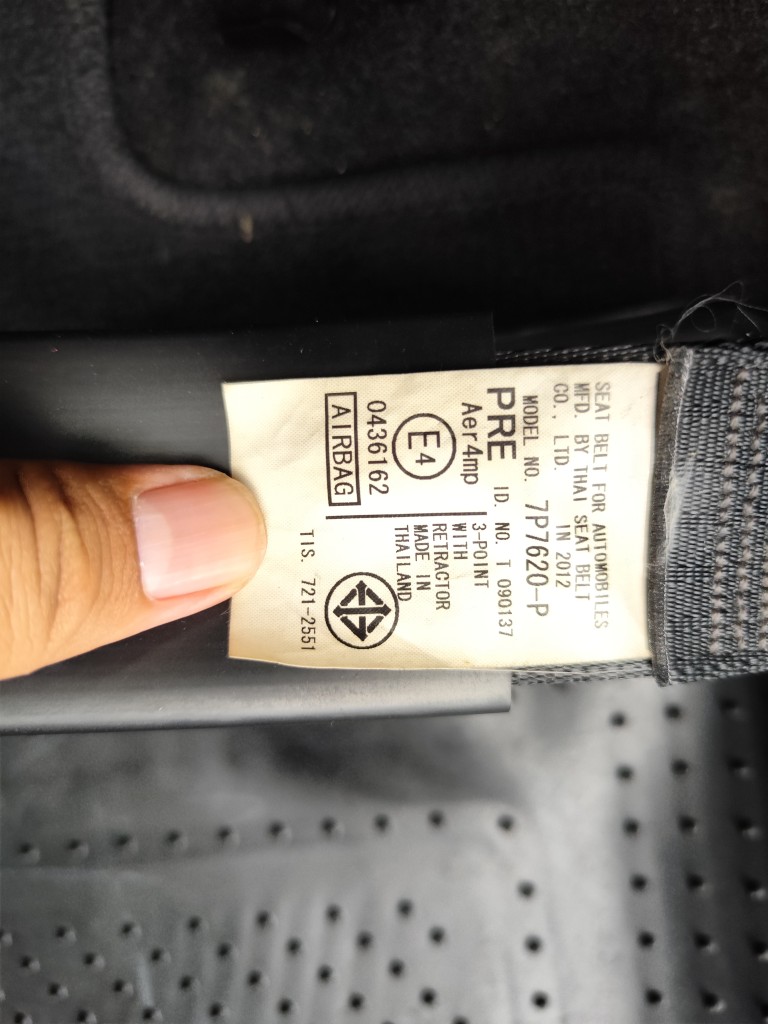 SEAT BELT FOR AUTOMOBILES
MFD. BY THAI SEAT BELT
CO., LTD. IN 2012
MODEL NO. 7P7620-P
PRE ID. NO. T 090137
Aer4mp
E4
0436162
AIRBAG
3-POINT
WITH
RETRACTOR
MADE IN
THAILAND
TIS. 721-2551